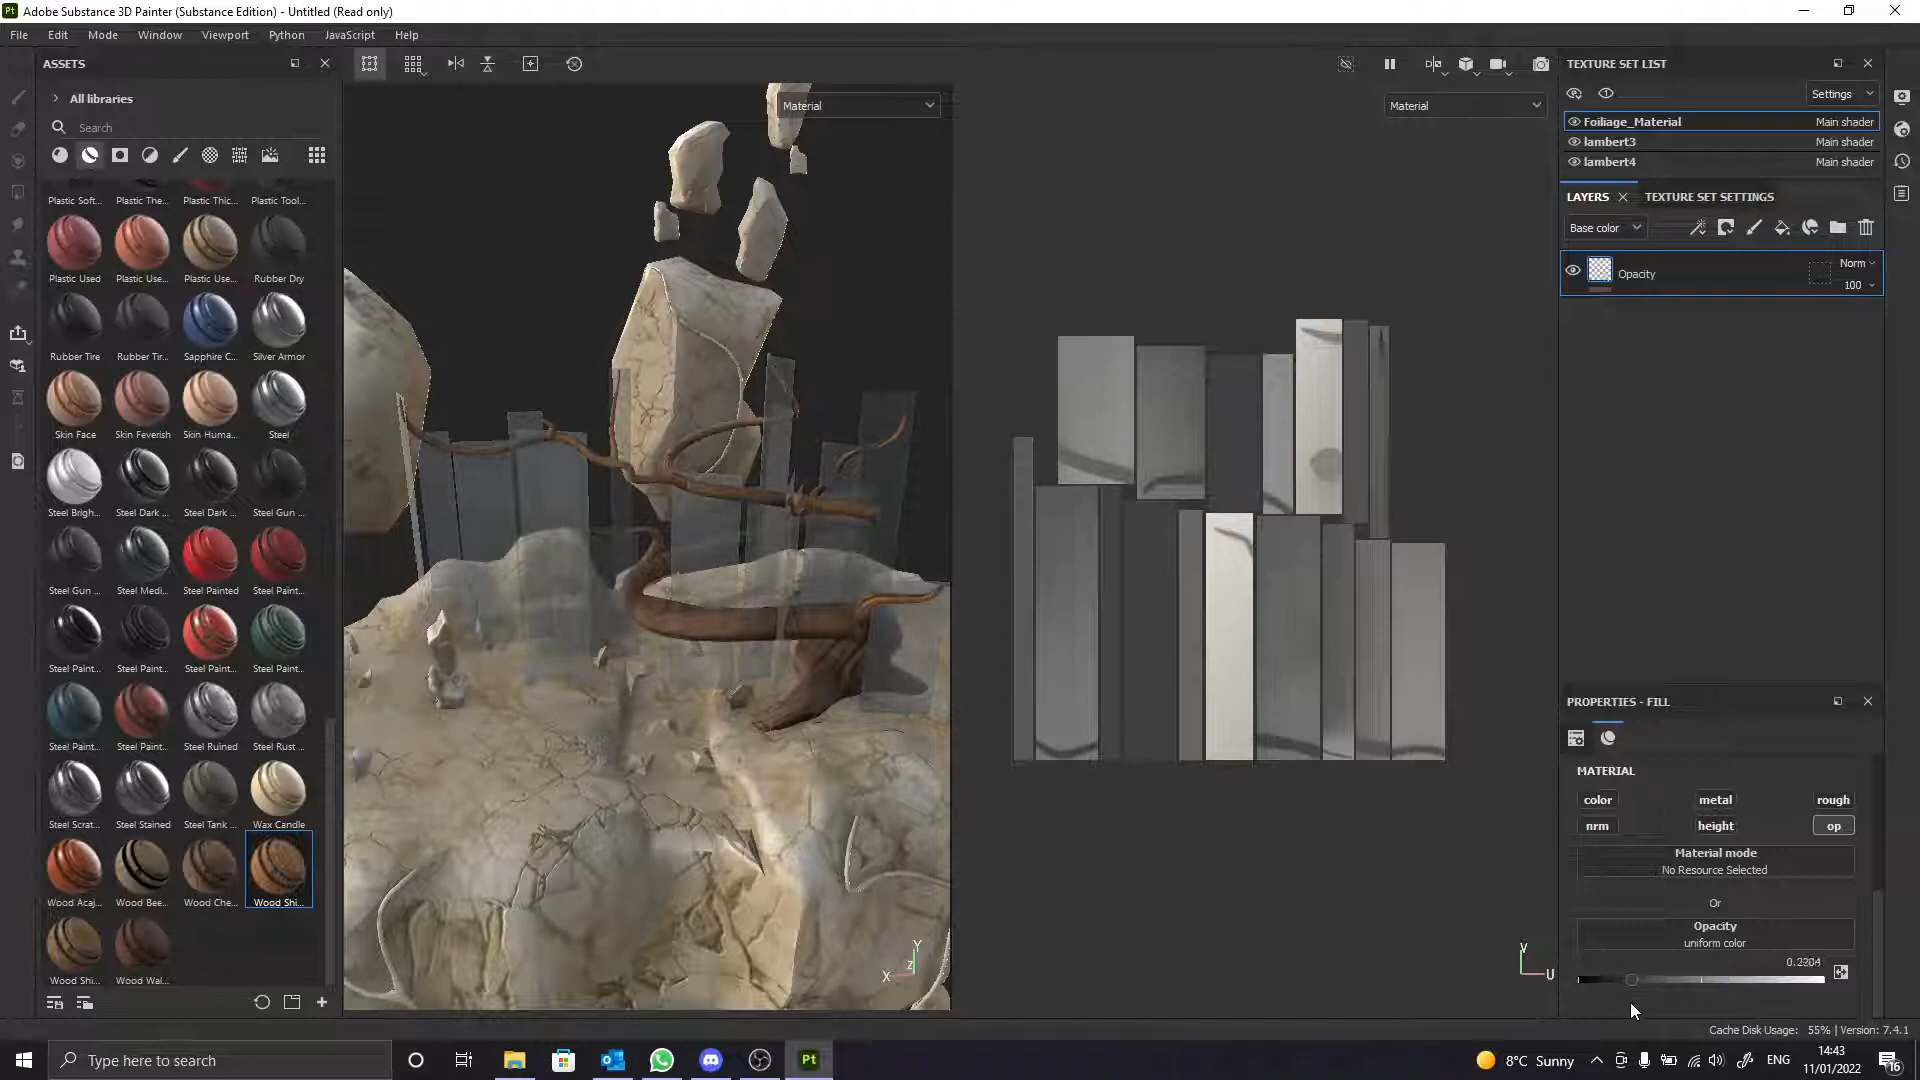 Adobe Substance 3D Painter (Substance Edition) - Untitled (Read only)
File Edit Mode Window Viewport Python JavaScript Help
ASSETS
All libraries
Search
Plastic Soft... Plastic The... Plastic Thic... Plastic Tool...
Plastic Used Plastic Use... Plastic Use... Rubber Dry
Rubber Tire Rubber Tir... Sapphire C... Silver Armor
Skin Face Skin Feverish Skin Huma... Steel
Steel Brigh... Steel Dark ... Steel Dark ... Steel Gun ...
Steel Gun ... Steel Medi... Steel Painted Steel Paint...
Steel Paint... Steel Paint... Steel Paint... Steel Paint...
Steel Paint... Steel Paint... Steel Ruined Steel Rust ...
Steel Scrat... Steel Stained Steel Tank ... Wax Candle
Wood Acaj... Wood Bee... Wood Che... Wood Shi...
Wood Shi... Wood Wal...
Material
Y
X
Z
Material
V
U
TEXTURE SET LIST
Settings
Foiliage_Material Main shader
lambert3 Main shader
lambert4 Main shader
LAYERS TEXTURE SET SETTINGS
Base color
Opacity
Norm
100
PROPERTIES - FILL
MATERIAL
color metal rough
nrm height op
Material mode
No Resource Selected
Or
Opacity
uniform color
0.2204
Cache Disk Usage: 55% | Version: 7.4.1
Type here to search
Pt
8°C Sunny
ENG
14:43
11/01/2022
16